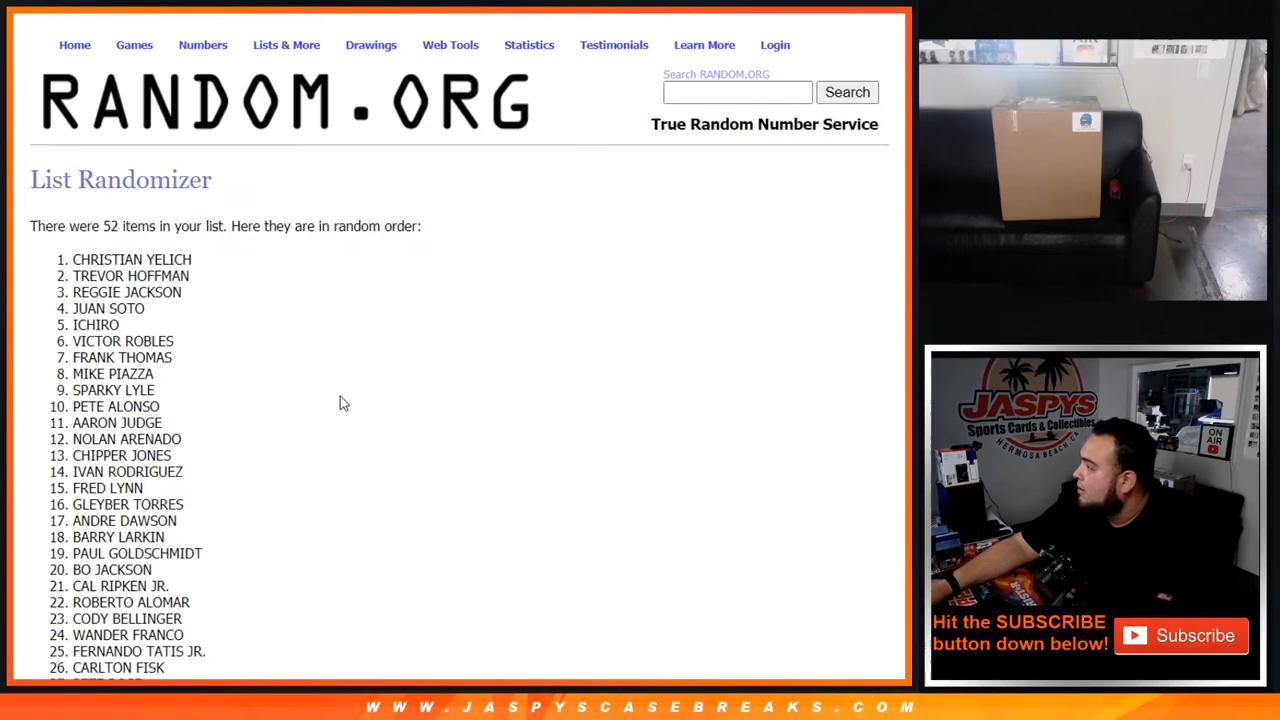 Home Games Numbers Lists & More Drawings Web Tools Statistics Testimonials Learn More Login
RANDOM.ORG
Search RANDOM.ORG
Search
True Random Number Service
List Randomizer
There were 52 items in your list. Here they are in random order:
1. CHRISTIAN YELICH
2. TREVOR HOFFMAN
3. REGGIE JACKSON
4. JUAN SOTO
5. ICHIRO
6. VICTOR ROBLES
7. FRANK THOMAS
8. MIKE PIAZZA
9. SPARKY LYLE
10. PETE ALONSO
11. AARON JUDGE
12. NOLAN ARENADO
13. CHIPPER JONES
14. IVAN RODRIGUEZ
15. FRED LYNN
16. GLEYBER TORRES
17. ANDRE DAWSON
18. BARRY LARKIN
19. PAUL GOLDSCHMIDT
20. BO JACKSON
21. CAL RIPKEN JR.
22. ROBERTO ALOMAR
23. CODY BELLINGER
24. WANDER FRANCO
25. FERNANDO TATIS JR.
26. CARLTON FISK
JASPYS
Sports Cards & Collectibles
HERMOSA BEACH, CA
ON
AIR
Hit the SUBSCRIBE
button down below!
Subscribe
WWW.JASPYSCASEBREAKS.COM